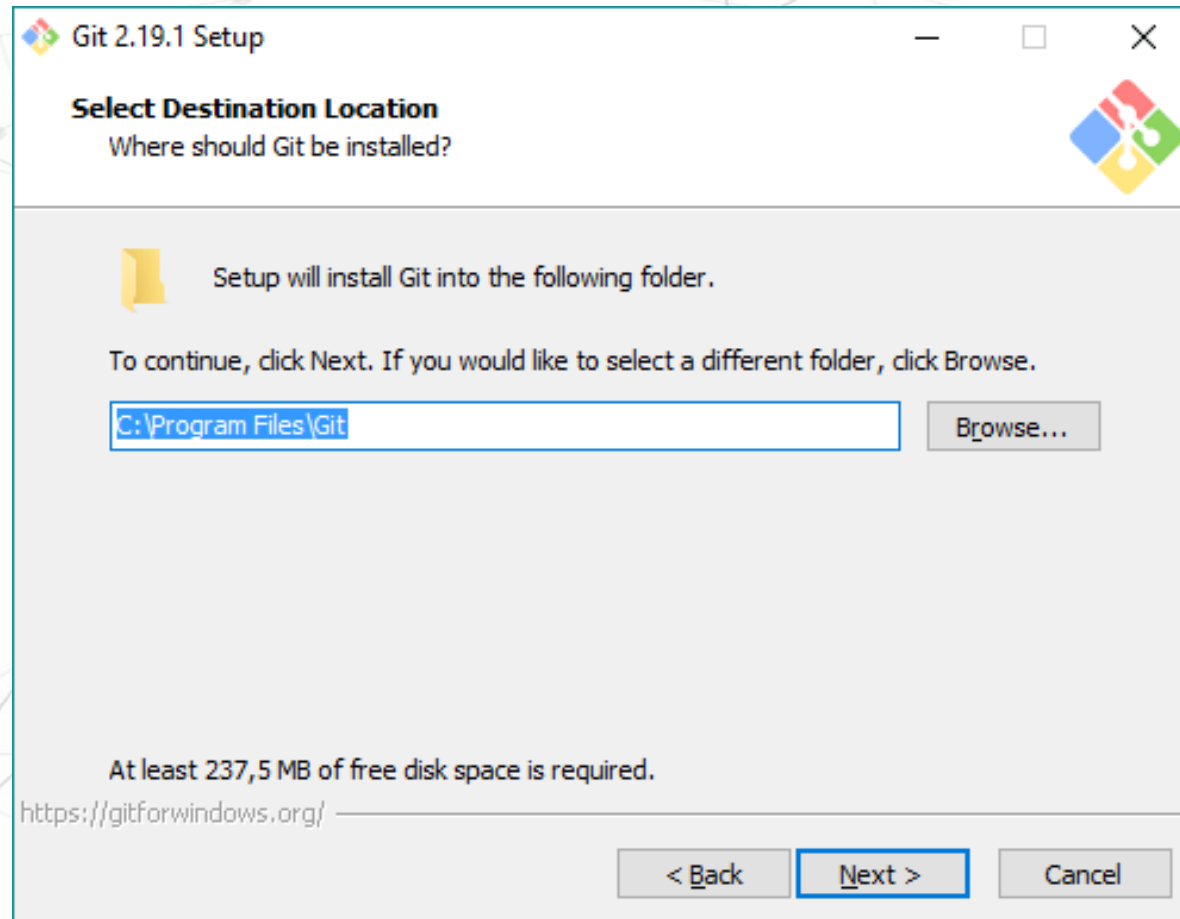 Git 2.19.1 Setup
Select Destination Location
Where should Git be installed?
Setup will install Git into the following folder.
To continue, click Next. If you would like to select a different folder, click Browse.
C:\Program Files\Git
Browse...
At least 237,5 MB of free disk space is required.
https://gitforwindows.org/
< Back
Next >
Cancel